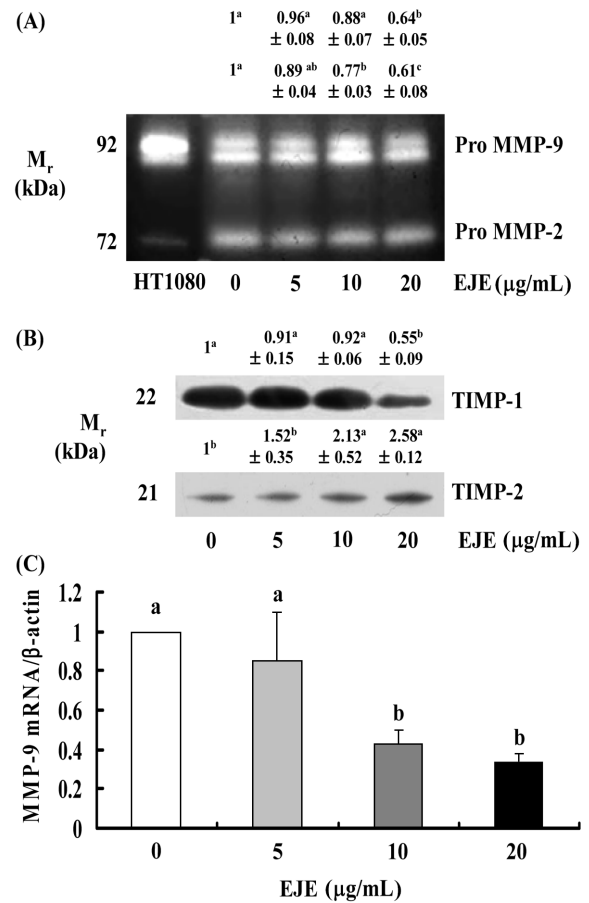 (A)
1ᵃ 0.96ᵃ 0.88ᵃ 0.64ᵇ
± 0.08 ± 0.07 ± 0.05
1ᵃ 0.89 ᵃᵇ 0.77ᵇ 0.61ᶜ
± 0.04 ± 0.03 ± 0.08
92 Pro MMP-9
Mᵣ
(kDa)
72 Pro MMP-2
HT1080 0 5 10 20 EJE (μg/mL)
(B)
1ᵃ 0.91ᵃ 0.92ᵃ 0.55ᵇ
± 0.15 ± 0.06 ± 0.09
22 TIMP-1
Mᵣ
(kDa)
1ᵇ 1.52ᵇ 2.13ᵃ 2.58ᵃ
± 0.35 ± 0.52 ± 0.12
21 TIMP-2
0 5 10 20 EJE (μg/mL)
(C)
MMP-9 mRNA/β-actin
1.2
1
0.8
0.6
0.4
0.2
0
a a b b
0 5 10 20
EJE (μg/mL)